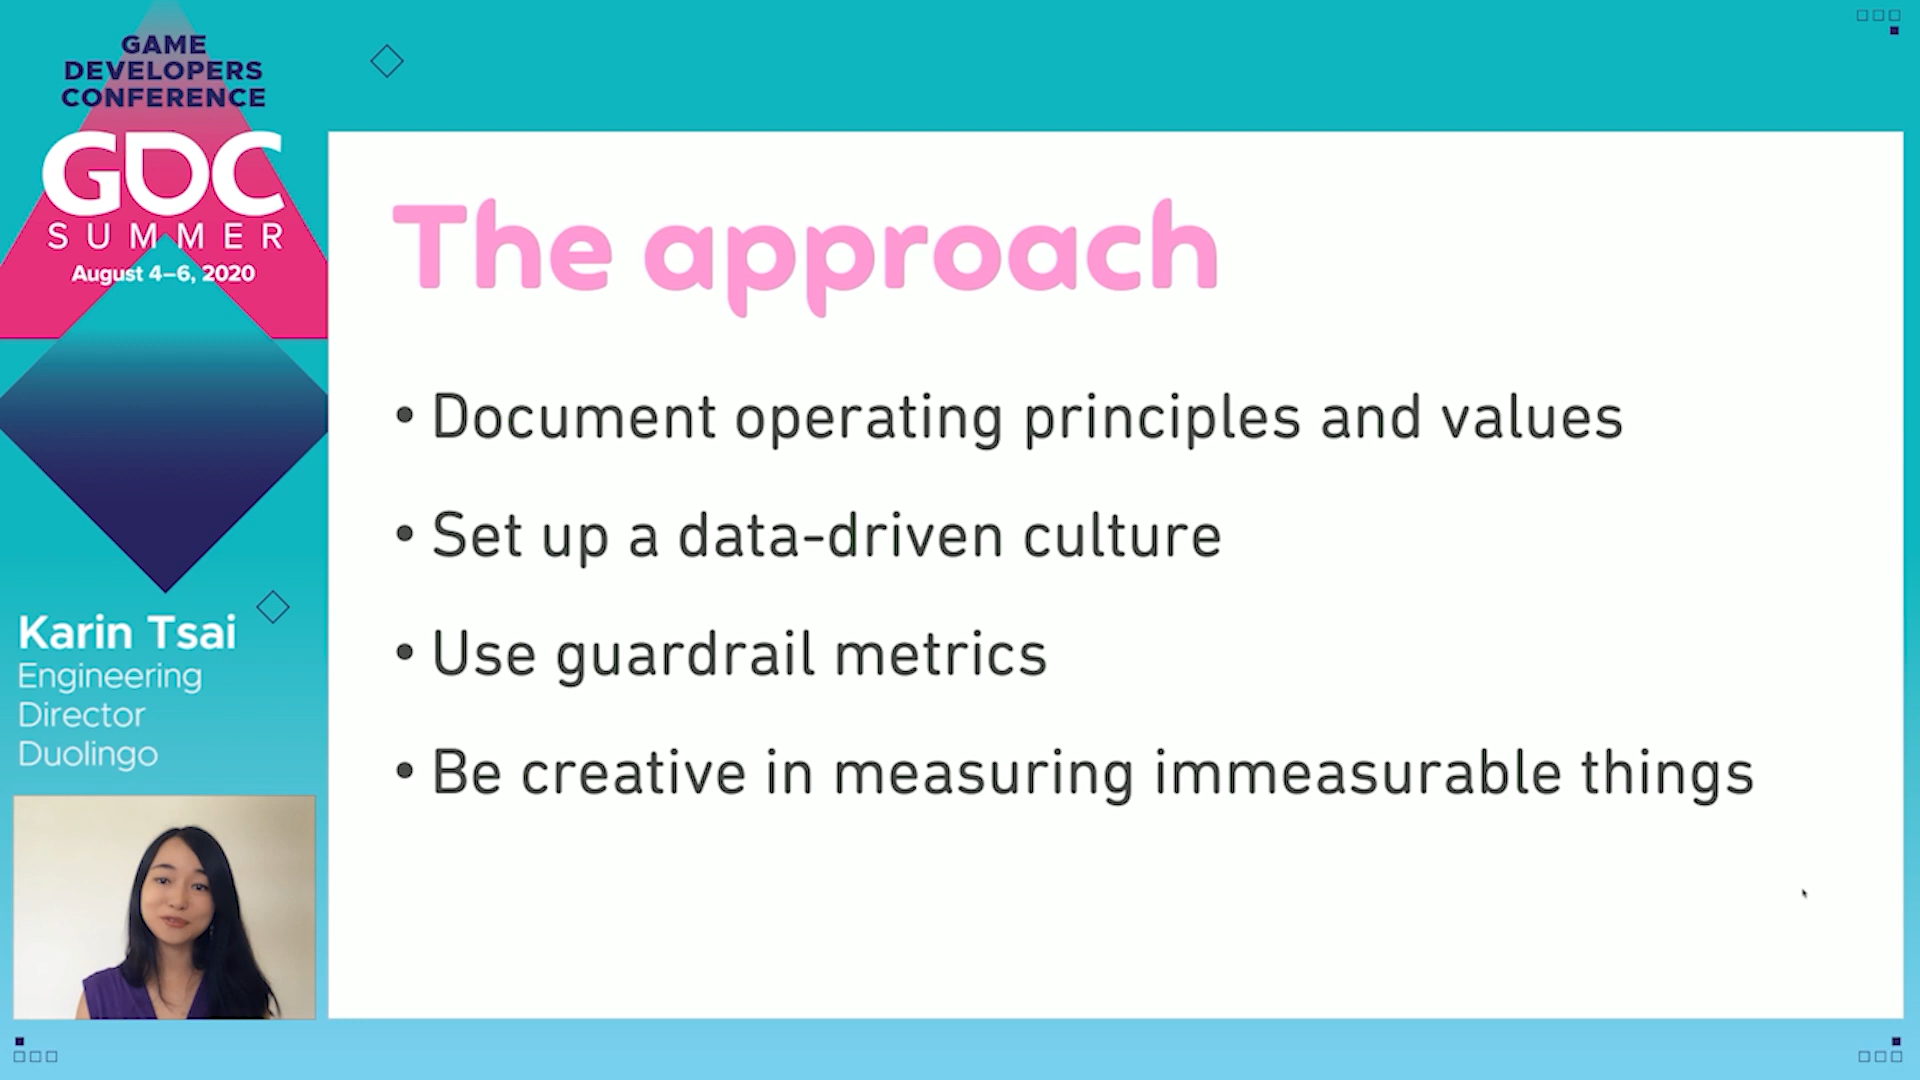 GAME
DEVELOPERS
CONFERENCE
GDC
SUMMER
August 4–6, 2020
Karin Tsai
Engineering
Director
Duolingo
The approach
• Document operating principles and values
• Set up a data-driven culture
• Use guardrail metrics
• Be creative in measuring immeasurable things